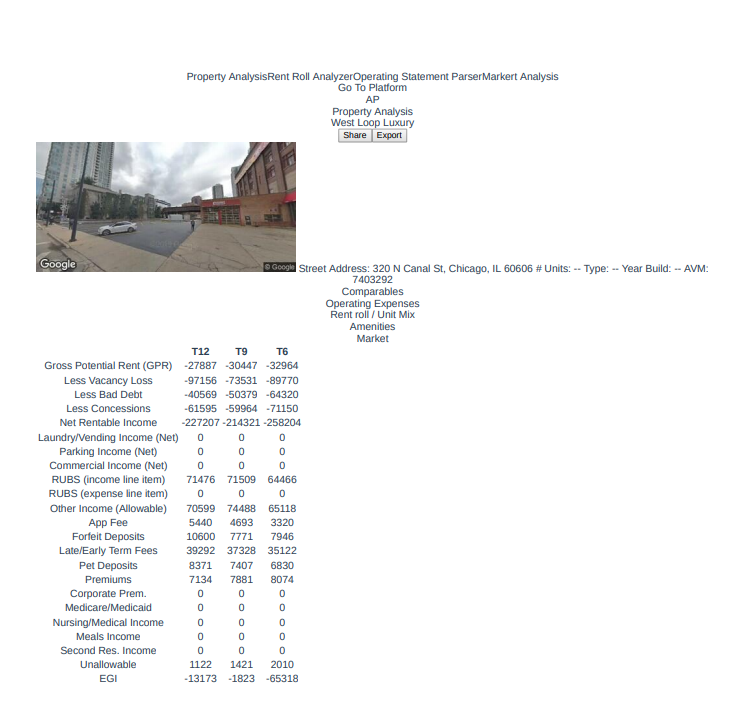 Property AnalysisRent Roll AnalyzerOperating Statement ParserMarkert Analysis
Go To Platform
AP
Property Analysis
West Loop Luxury
Share Export
Google © Google Street Address: 320 N Canal St, Chicago, IL 60606 # Units: -- Type: -- Year Build: -- AVM:
7403292
Comparables
Operating Expenses
Rent roll / Unit Mix
Amenities
Market
T12 T9 T6
Gross Potential Rent (GPR) -27887 -30447 -32964
Less Vacancy Loss -97156 -73531 -89770
Less Bad Debt -40569 -50379 -64320
Less Concessions -61595 -59964 -71150
Net Rentable Income -227207 -214321 -258204
Laundry/Vending Income (Net) 0 0 0
Parking Income (Net) 0 0 0
Commercial Income (Net) 0 0 0
RUBS (income line item) 71476 71509 64466
RUBS (expense line item) 0 0 0
Other Income (Allowable) 70599 74488 65118
App Fee 5440 4693 3320
Forfeit Deposits 10600 7771 7946
Late/Early Term Fees 39292 37328 35122
Pet Deposits 8371 7407 6830
Premiums 7134 7881 8074
Corporate Prem. 0 0 0
Medicare/Medicaid 0 0 0
Nursing/Medical Income 0 0 0
Meals Income 0 0 0
Second Res. Income 0 0 0
Unallowable 1122 1421 2010
EGI -13173 -1823 -65318